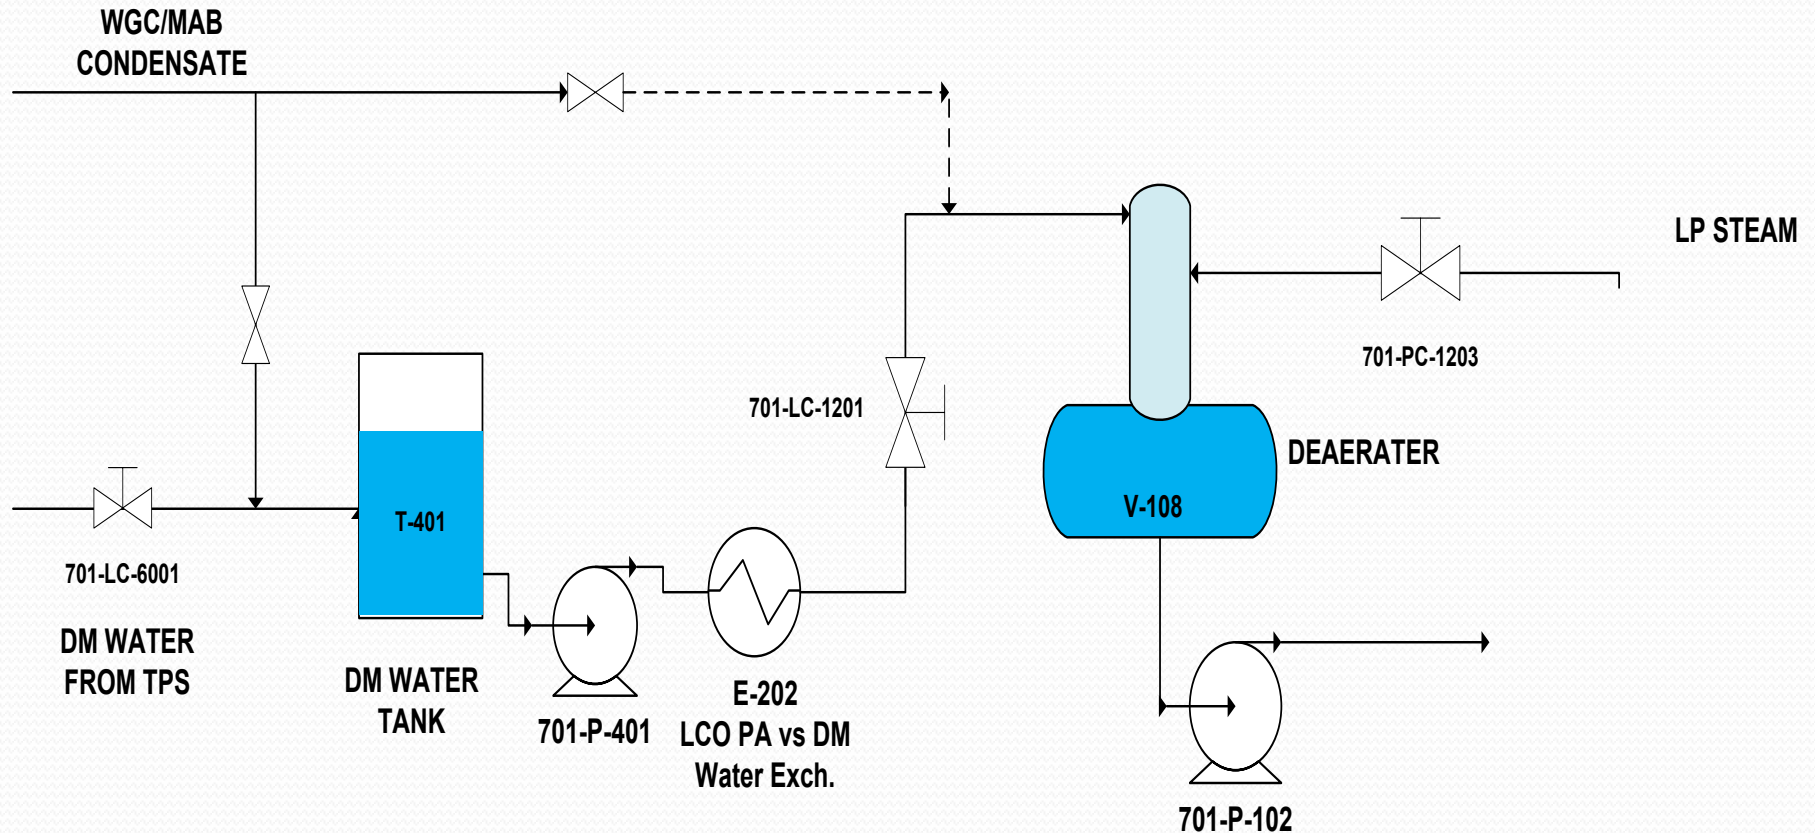 WGC/MAB
CONDENSATE
LP STEAM
701-PC-1203
701-LC-1201
DEAERATER
V-108
T-401
701-LC-6001
DM WATER
FROM TPS
DM WATER
TANK
701-P-401
E-202
LCO PA vs DM
Water Exch.
701-P-102